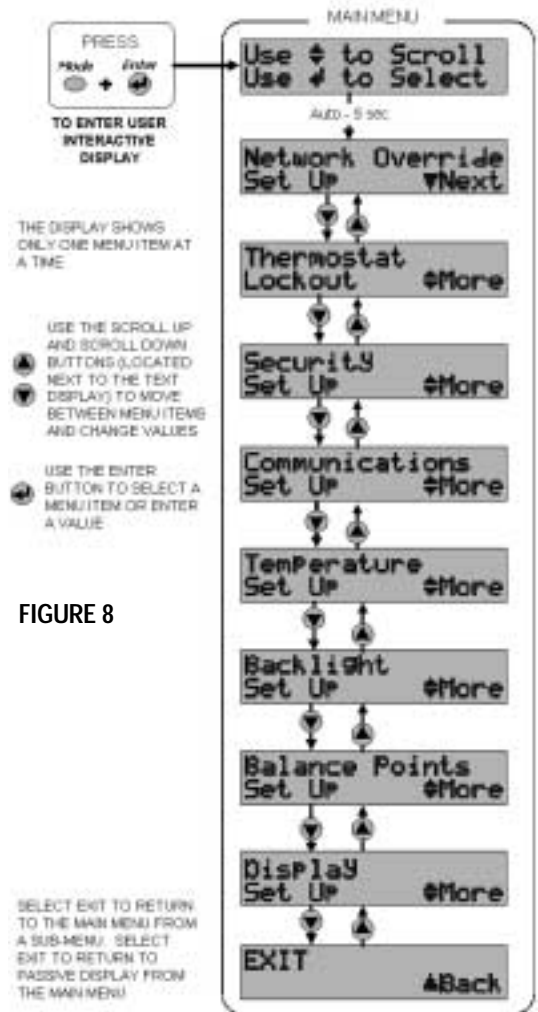 MAIN MENU
PRESS
Mode Enter
+
TO ENTER USER
INTERACTIVE
DISPLAY
Use ♦ to Scroll
Use ↲ to Select
Auto - 5 sec
Network Override
Set Up ▼Next
THE DISPLAY SHOWS
ONLY ONE MENU ITEM AT
A TIME
Thermostat
Lockout ♦More
USE THE SCROLL UP
AND SCROLL DOWN
BUTTONS (LOCATED
NEXT TO THE TEXT
DISPLAY) TO MOVE
BETWEEN MENU ITEMS
AND CHANGE VALUES
Security
Set Up ♦More
USE THE ENTER
BUTTON TO SELECT A
MENU ITEM OR ENTER
A VALUE
Communications
Set Up ♦More
Temperature
Set Up ♦More
FIGURE 8
Backlight
Set Up ♦More
Balance Points
Set Up ♦More
Display
Set Up ♦More
SELECT EXIT TO RETURN
TO THE MAIN MENU FROM
A SUB-MENU. SELECT
EXIT TO RETURN TO
PASSIVE DISPLAY FROM
THE MAIN MENU
EXIT
▲Back